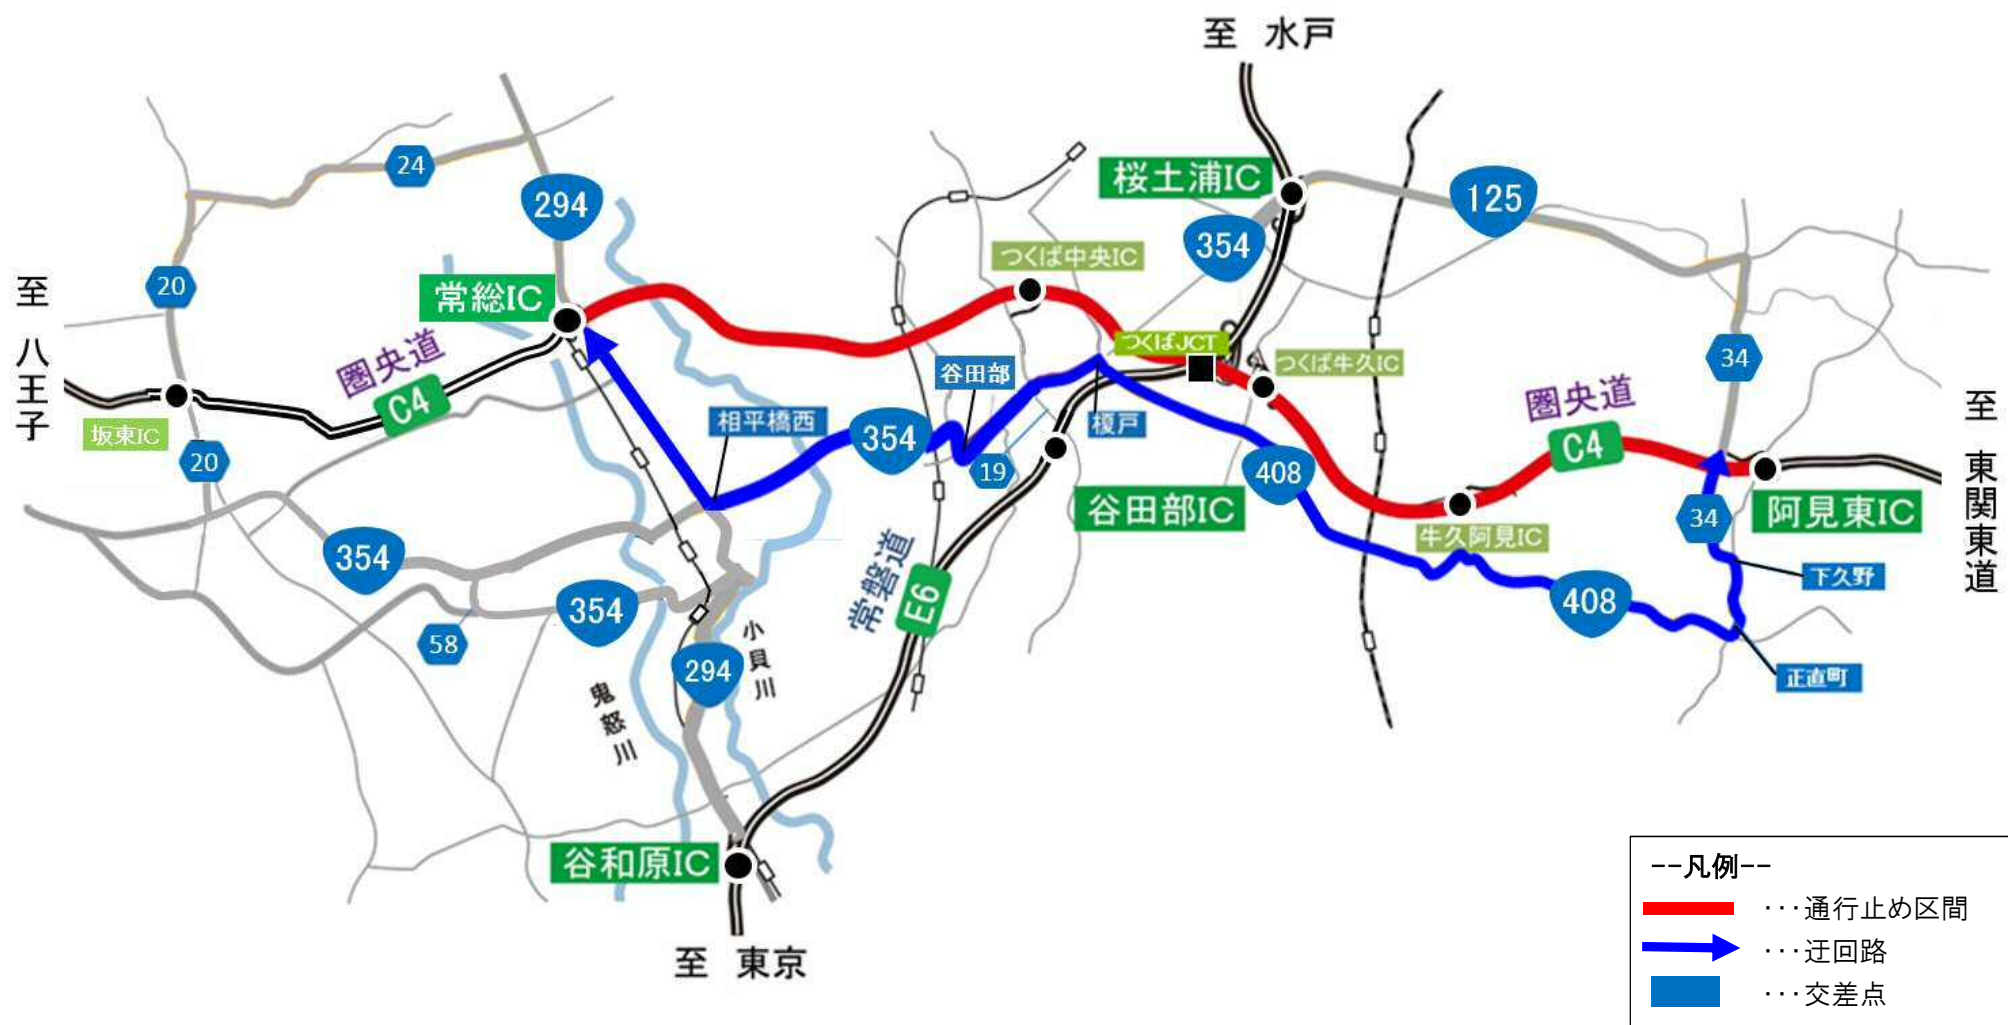 至 水戸
24
294
桜土浦IC
125
354
つくば中央IC
20
至 八王子
常総IC
圏央道
C4
つくばJCT
つくば牛久IC
谷田部
34
圏央道
C4
至 東関東道
坂東IC
相平橋西
354
榎戸
20
19
408
谷田部IC
34
阿見東IC
牛久阿見IC
354
常磐道
E6
下久野
354
408
58
小貝川
294
鬼怒川
正直町
谷和原IC
至 東京
--凡例--
･･･通行止め区間
･･･迂回路
･･･交差点